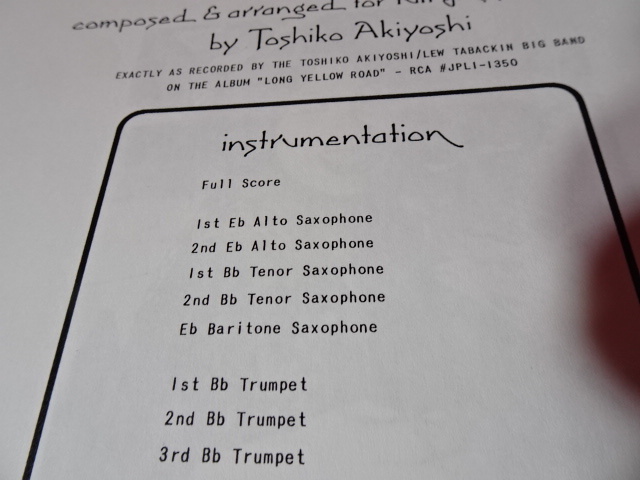 composed & arranged for
by Toshiko Akiyoshi
EXACTLY AS RECORDED BY THE TOSHIKO AKIYOSHI/LEW TABACKIN BIG BAND
ON THE ALBUM "LONG YELLOW ROAD" - RCA #JPL1-1350
instrumentation
Full Score
1st Eb Alto Saxophone
2nd Eb Alto Saxophone
1st Bb Tenor Saxophone
2nd Bb Tenor Saxophone
Eb Baritone Saxophone
1st Bb Trumpet
2nd Bb Trumpet
3rd Bb Trumpet